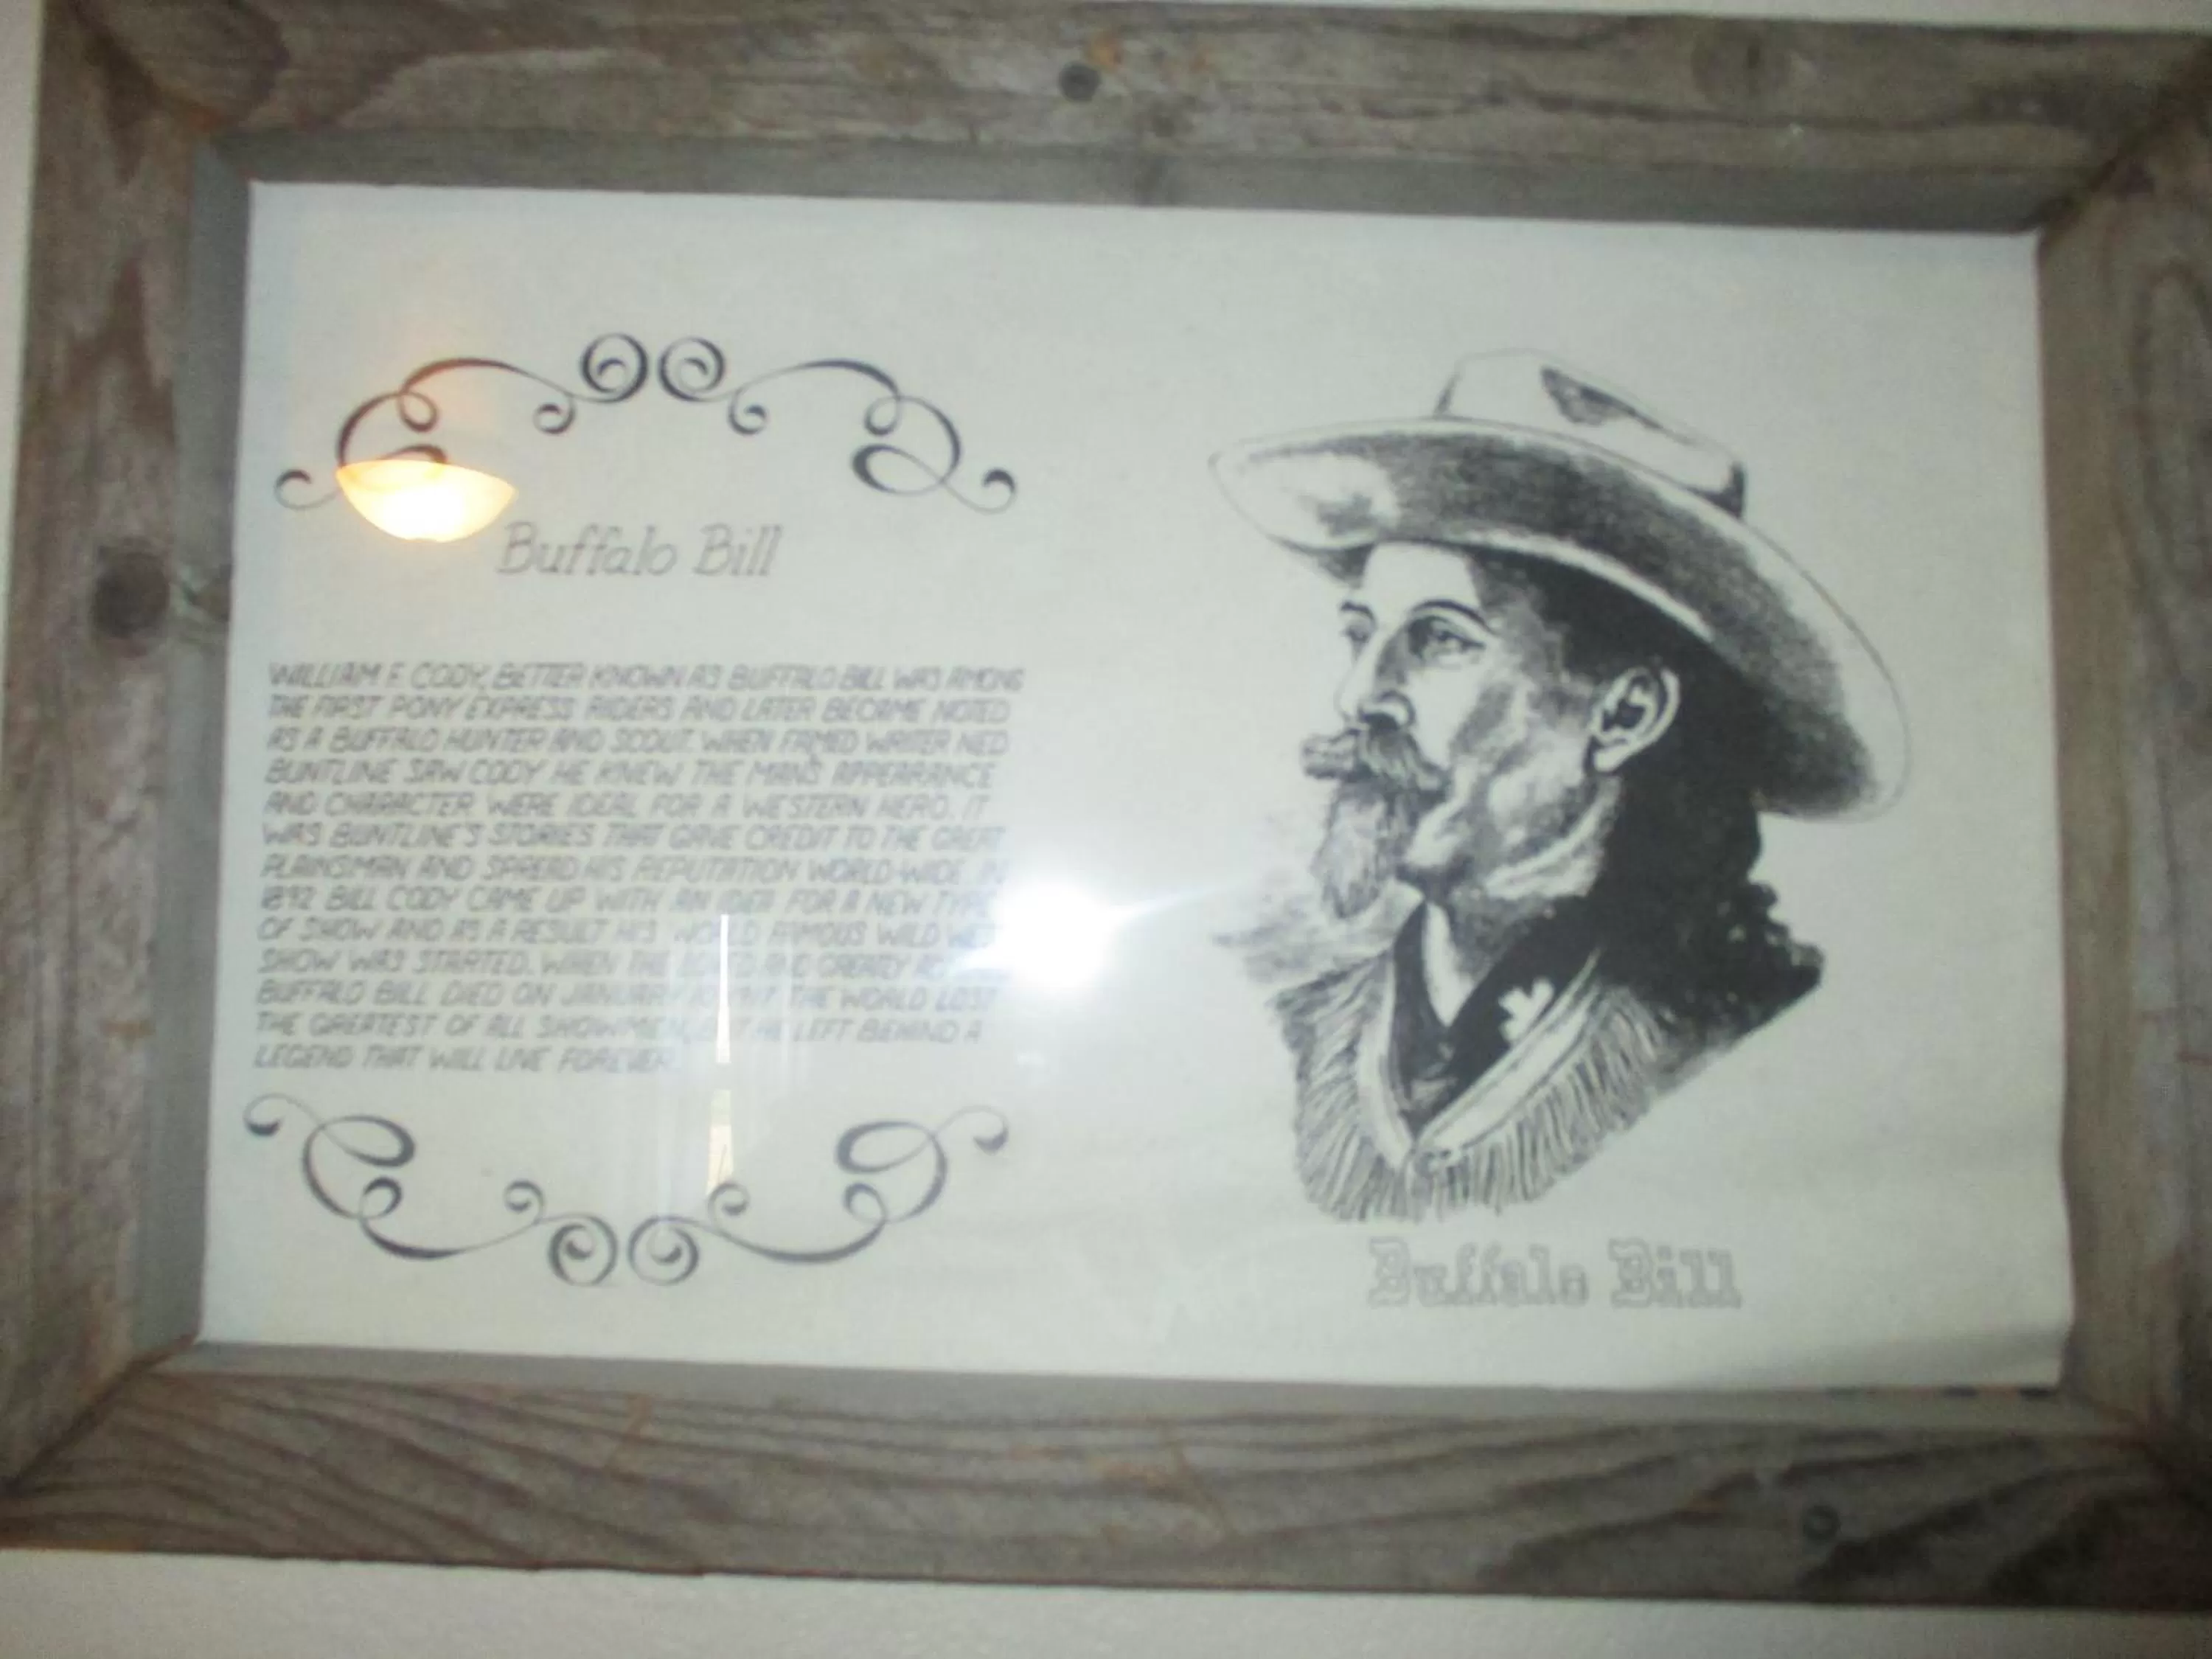 Buffalo Bill
WILLIAM F. CODY, BETTER KNOWN AS BUFFALO BILL WAS AMONG
THE FIRST PONY EXPRESS RIDERS AND LATER BECAME NOTED
AS A BUFFALO HUNTER AND SCOUT. WHEN FAMED WRITER NED
BUNTLINE SAW CODY HE KNEW THE MAN'S APPEARANCE
AND CHARACTER WERE IDEAL FOR A WESTERN HERO. IT
WAS BUNTLINE'S STORIES THAT GAVE CREDIT TO THE GREAT
PLAINSMAN AND SPREAD HIS REPUTATION WORLD-WIDE. IN
BILL CODY CAME UP WITH AN IDEA FOR A NEW TYPE
OF SHOW AND AS A RESULT HIS WORLD FAMOUS WILD WEST
SHOW WAS STARTED. WHEN THE AND GREATLY
BUFFALO BILL DIED ON JANUARY THE WORLD LOST
THE GREATEST OF ALL SHOWMEN, BUT HE LEFT BEHIND A
LEGEND THAT WILL LIVE FOREVER.
Buffalo Bill